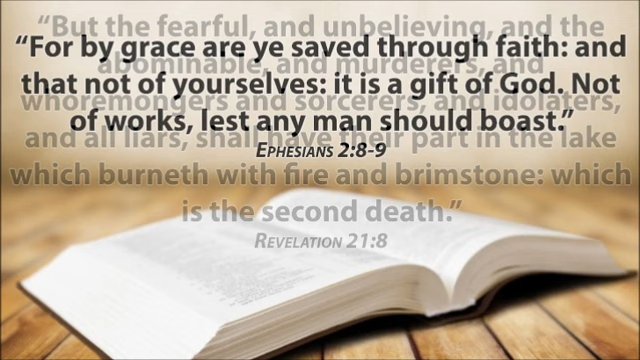 “But the fearful, and unbelieving, and the
“For by grace are ye saved through faith: and
abominable, and murderers, and
that not of yourselves: it is a gift of God. Not
whoremongers and sorcerers, and idolaters,
of works, lest any man should boast.”
and all liars, shall have their part in the lake
Ephesians 2:8-9
which burneth with fire and brimstone: which
is the second death.”
Revelation 21:8